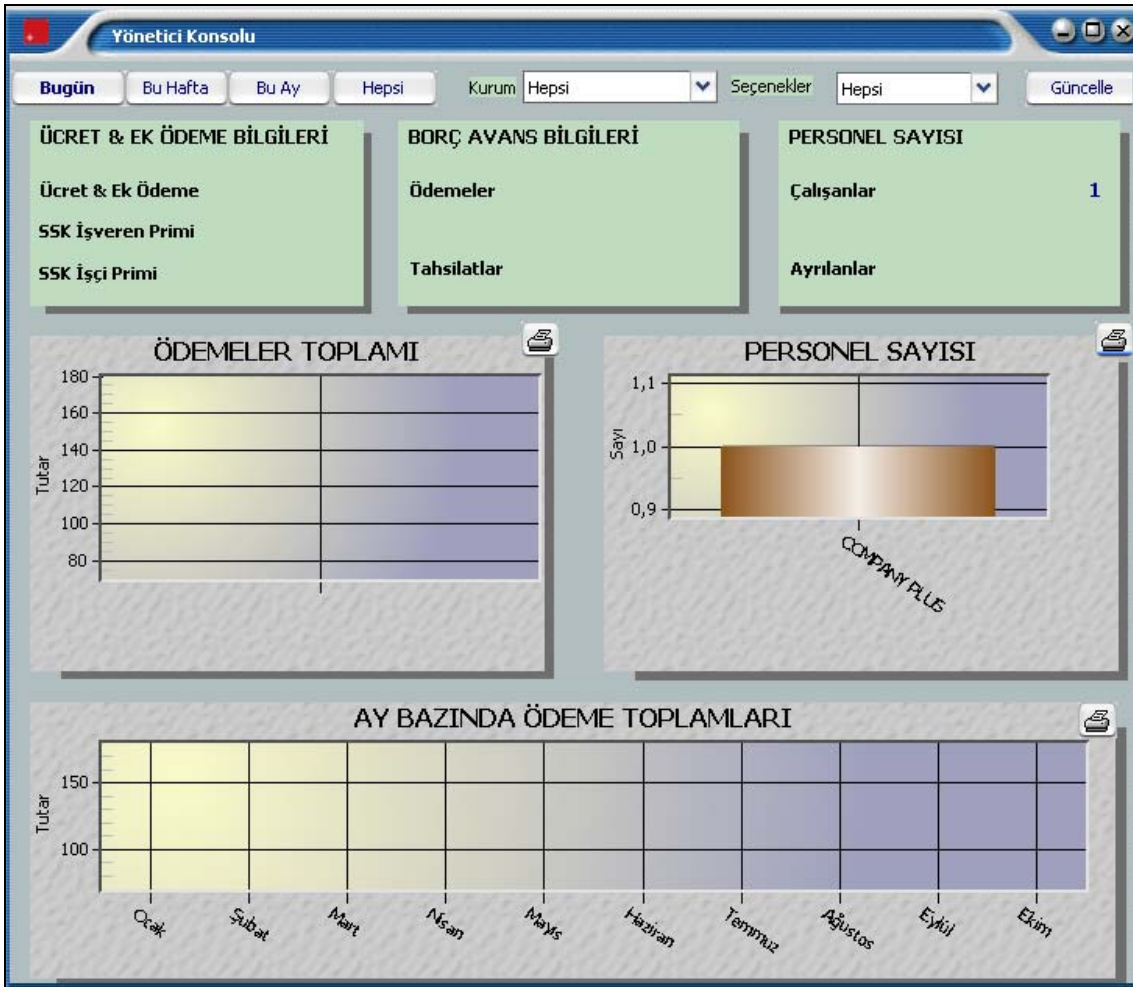 Yönetici Konsolu
Bugün Bu Hafta Bu Ay Hepsi Kurum Hepsi Seçenekler Hepsi Güncelle
ÜCRET & EK ÖDEME BİLGİLERİ
Ücret & Ek Ödeme
SSK İşveren Primi
SSK İşçi Primi
BORÇ AVANS BİLGİLERİ
Ödemeler
Tahsilatlar
PERSONEL SAYISI
Çalışanlar 1
Ayrılanlar
ÖDEMELER TOPLAMI
Tutar
180
160
140
120
100
80
PERSONEL SAYISI
Sayı
1,1
1,0
0,9
COMPANY PLUS
AY BAZINDA ÖDEME TOPLAMLARI
Tutar
150
100
Ocak Şubat Mart Nisan Mayıs Haziran Temmuz Ağustos Eylül Ekim